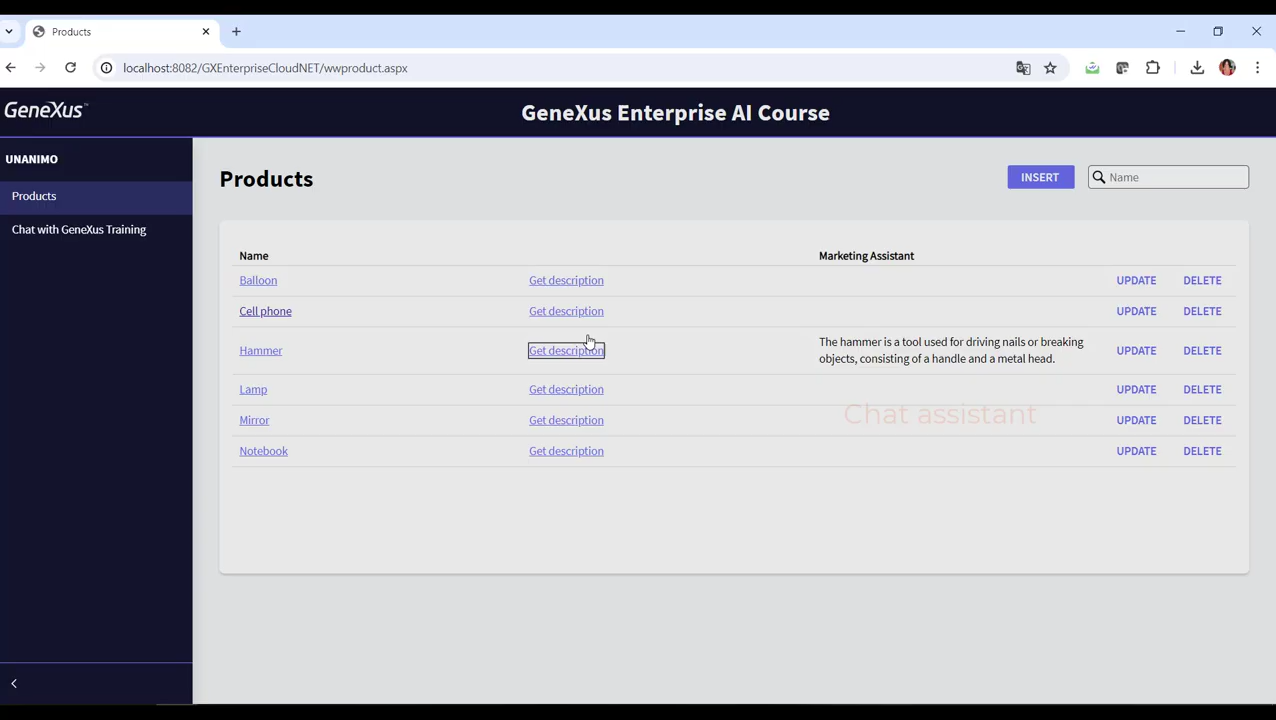 Products
localhost:8082/GXEnterpriseCloudNET/wwproduct.aspx
GeneXus™
GeneXus Enterprise AI Course
UNANIMO
Products
Chat with GeneXus Training
Products
INSERT
Name
Name
Marketing Assistant
Balloon Get description UPDATE DELETE
Cell phone Get description UPDATE DELETE
Hammer Get description The hammer is a tool used for driving nails or breaking UPDATE DELETE
objects, consisting of a handle and a metal head.
Lamp Get description UPDATE DELETE
Chat assistant
Mirror Get description UPDATE DELETE
Notebook Get description UPDATE DELETE